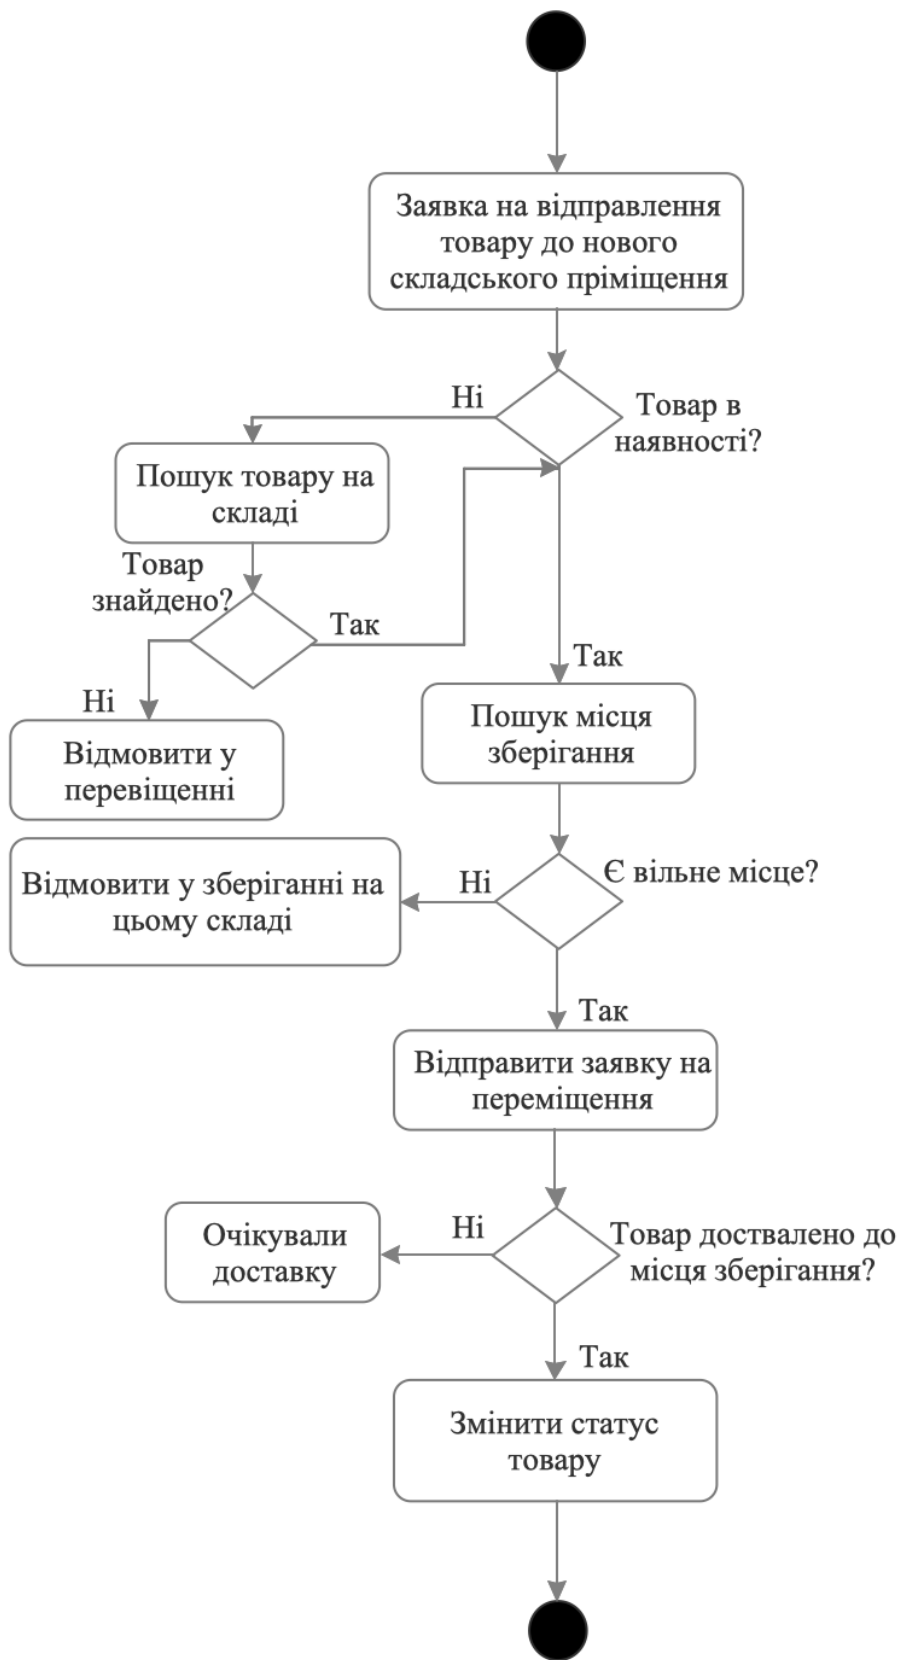 Заявка на відправлення
товару до нового
складського пріміщення
Ні
Товар в
наявності?
Пошук товару на
складі
Товар
знайдено?
Так
Ні
Відмовити у
перевіщенні
Так
Пошук місця
зберігання
Є вільне місце?
Ні
Відмовити у зберіганні на
цьому складі
Так
Відправити заявку на
переміщення
Ні
Товар доствалено до
місця зберігання?
Очікували
доставку
Так
Змінити статус
товару